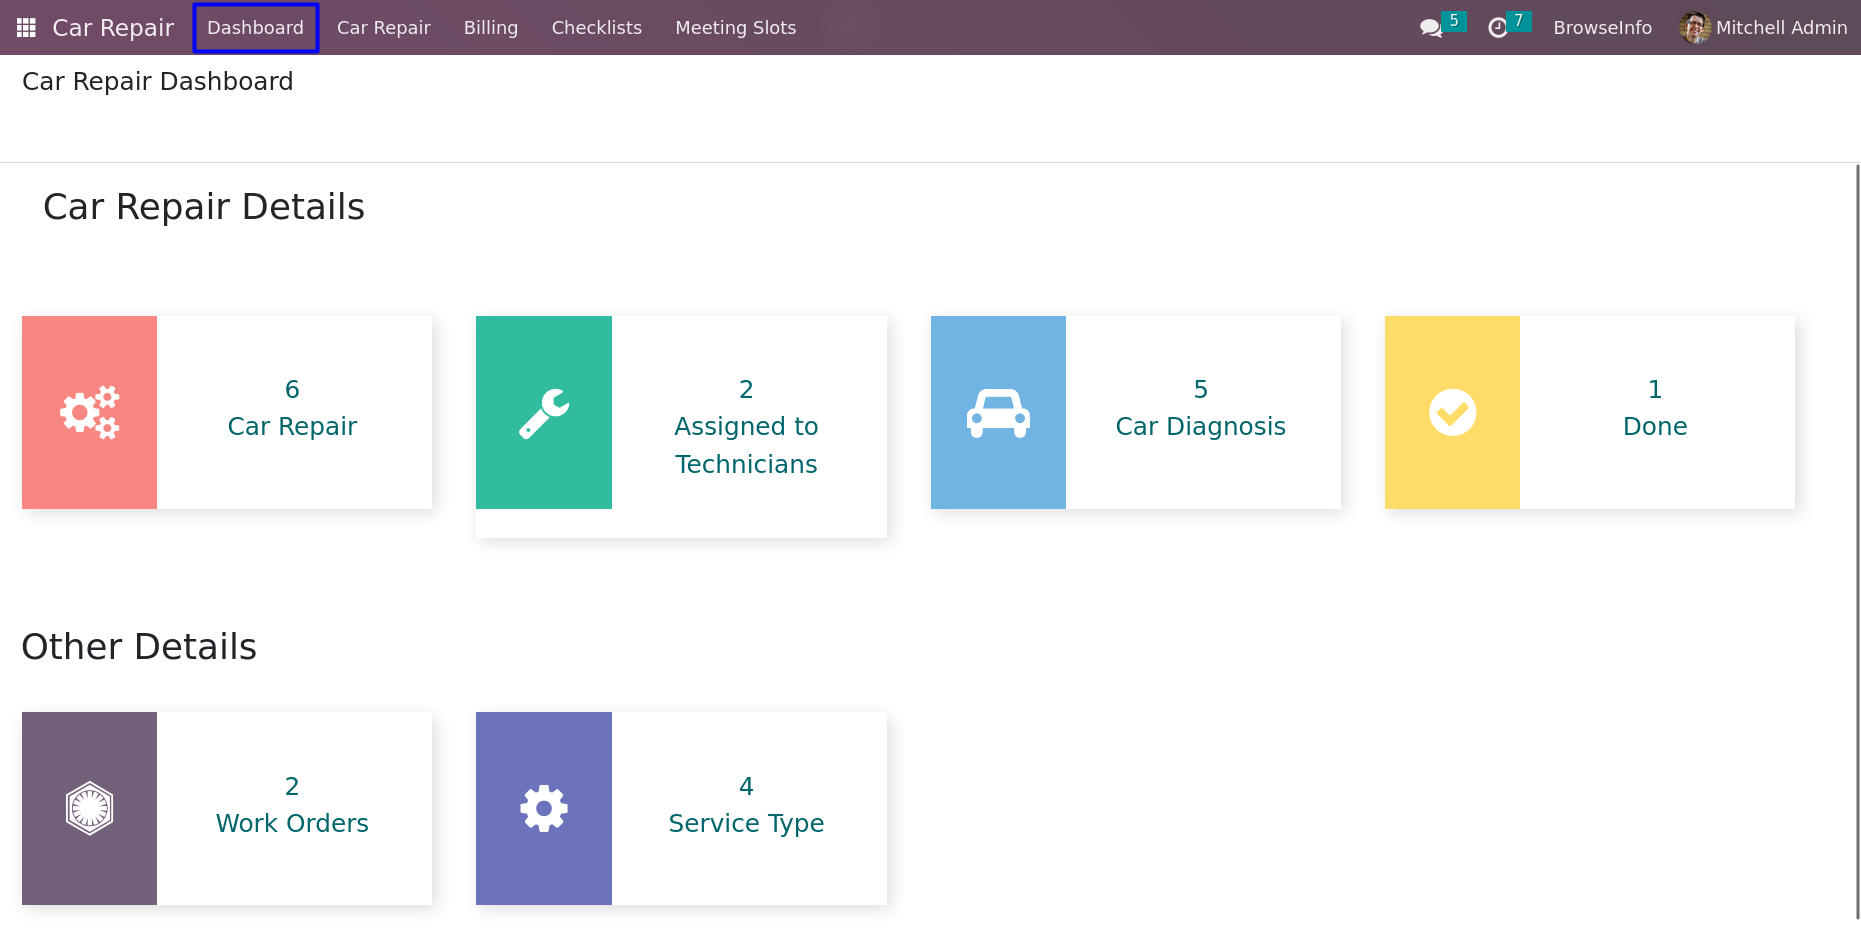 Car Repair Dashboard Car Repair Billing Checklists Meeting Slots 5 7 BrowseInfo Mitchell Admin
Car Repair Dashboard
Car Repair Details
6
Car Repair
2
Assigned to
Technicians
5
Car Diagnosis
1
Done
Other Details
2
Work Orders
4
Service Type